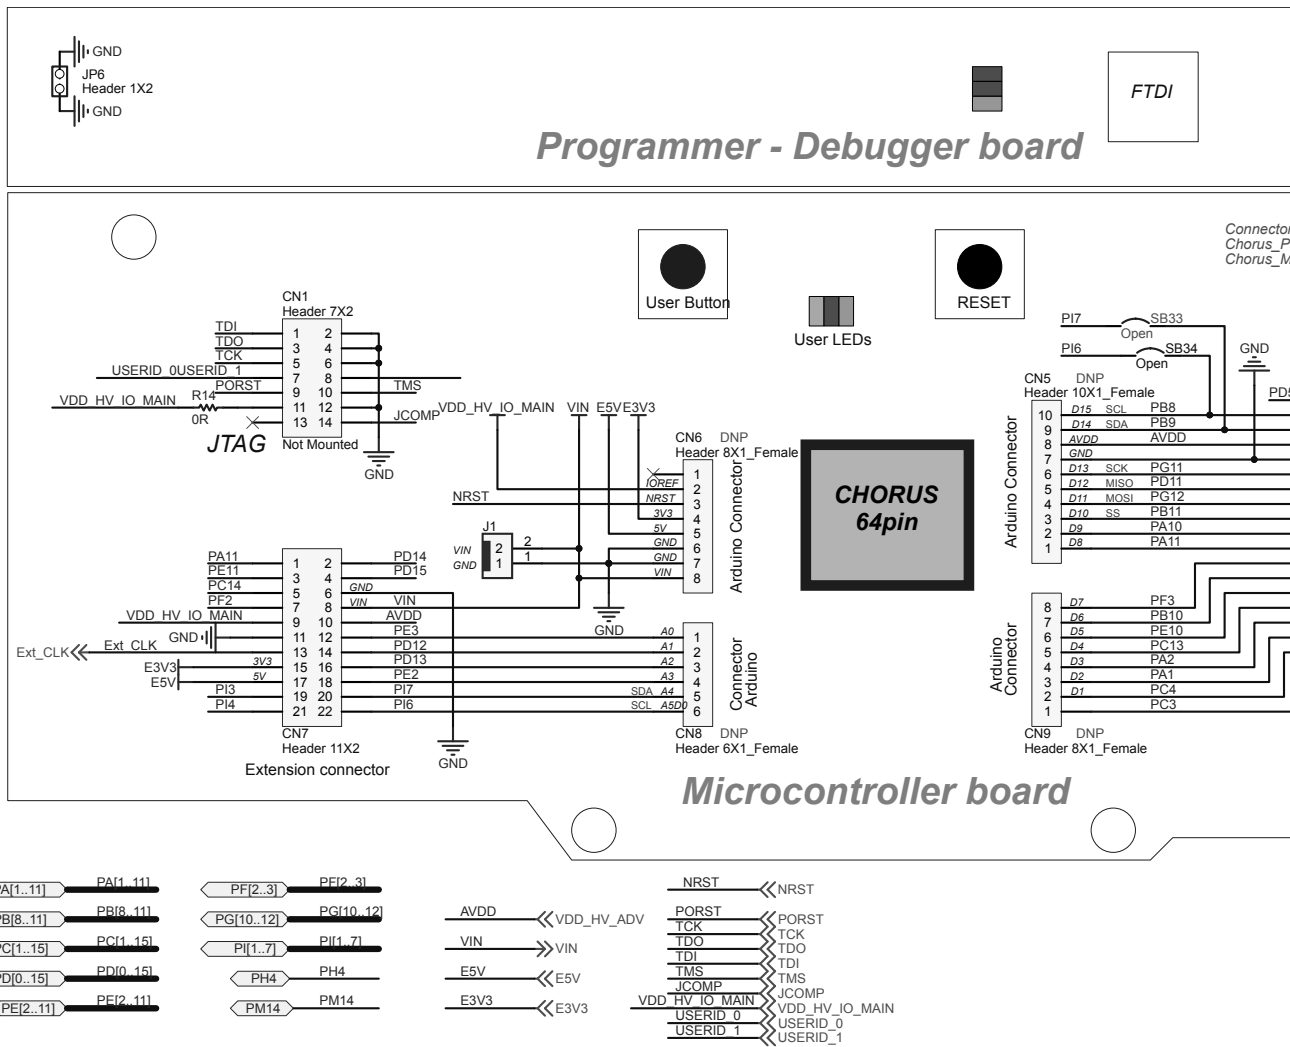 GND
JP6
Header 1X2
GND
FTDI
Programmer - Debugger board
Connector
Chorus_P
Chorus_M
User Button
RESET
User LEDs
CN1
Header 7X2
TDI 1 2
TDO 3 4
TCK 5 6
USERID_0 USERID_1 7 8
PORST 9 10 TMS
VDD_HV_IO_MAIN R14 11 12
0R 13 14 JCOMP
JTAG Not Mounted
GND
VDD_HV_IO_MAIN VIN E5V E3V3
CN6 DNP
Header 8X1_Female
1
IOREF 2
NRST NRST 3
3V3 4
5V 5
GND 6
GND 7
VIN 8
Arduino Connector
J1
VIN 2 2
GND 1 1
GND
CHORUS
64pin
PI7 SB33
Open
PI6 SB34
Open
GND
CN5 DNP
Header 10X1_Female
PD5
10 D15 SCL PB8
9 D14 SDA PB9
8 AVDD AVDD
7 GND
6 D13 SCK PG11
5 D12 MISO PD11
4 D11 MOSI PG12
3 D10 SS PB11
2 D9 PA10
1 D8 PA11
Arduino Connector
PA11 1 2 PD14
PE11 3 4 PD15
PC14 5 6 GND
PF2 7 8 VIN VIN
VDD_HV_IO_MAIN 9 10 AVDD
GND 11 12 PE3
Ext_CLK Ext_CLK 13 14 PD12
E3V3 3V3 15 16 PD13
E5V 5V 17 18 PE2
PI3 19 20 PI7
PI4 21 22 PI6
CN7
Header 11X2
Extension connector
GND
A0 1
A1 2
A2 3
A3 4
SDA A4 5
SCL A5D0 6
Connector
Arduino
CN8 DNP
Header 6X1_Female
8 D7 PF3
7 D6 PB10
6 D5 PE10
5 D4 PC13
4 D3 PA2
3 D2 PA1
2 D1 PC4
1 PC3
Arduino
Connector
CN9 DNP
Header 8X1_Female
Microcontroller board
PA[1..11] PA[1..11]
PB[8..11] PB[8..11]
PC[1..15] PC[1..15]
PD[0..15] PD[0..15]
PE[2..11] PE[2..11]
PF[2..3] PF[2..3]
PG[10..12] PG[10..12]
PI[1..7] PI[1..7]
PH4 PH4
PM14 PM14
AVDD VDD_HV_ADV
VIN VIN
E5V E5V
E3V3 E3V3
NRST NRST
PORST PORST
TCK TCK
TDO TDO
TDI TDI
TMS TMS
JCOMP JCOMP
VDD_HV_IO_MAIN VDD_HV_IO_MAIN
USERID_0 USERID_0
USERID_1 USERID_1